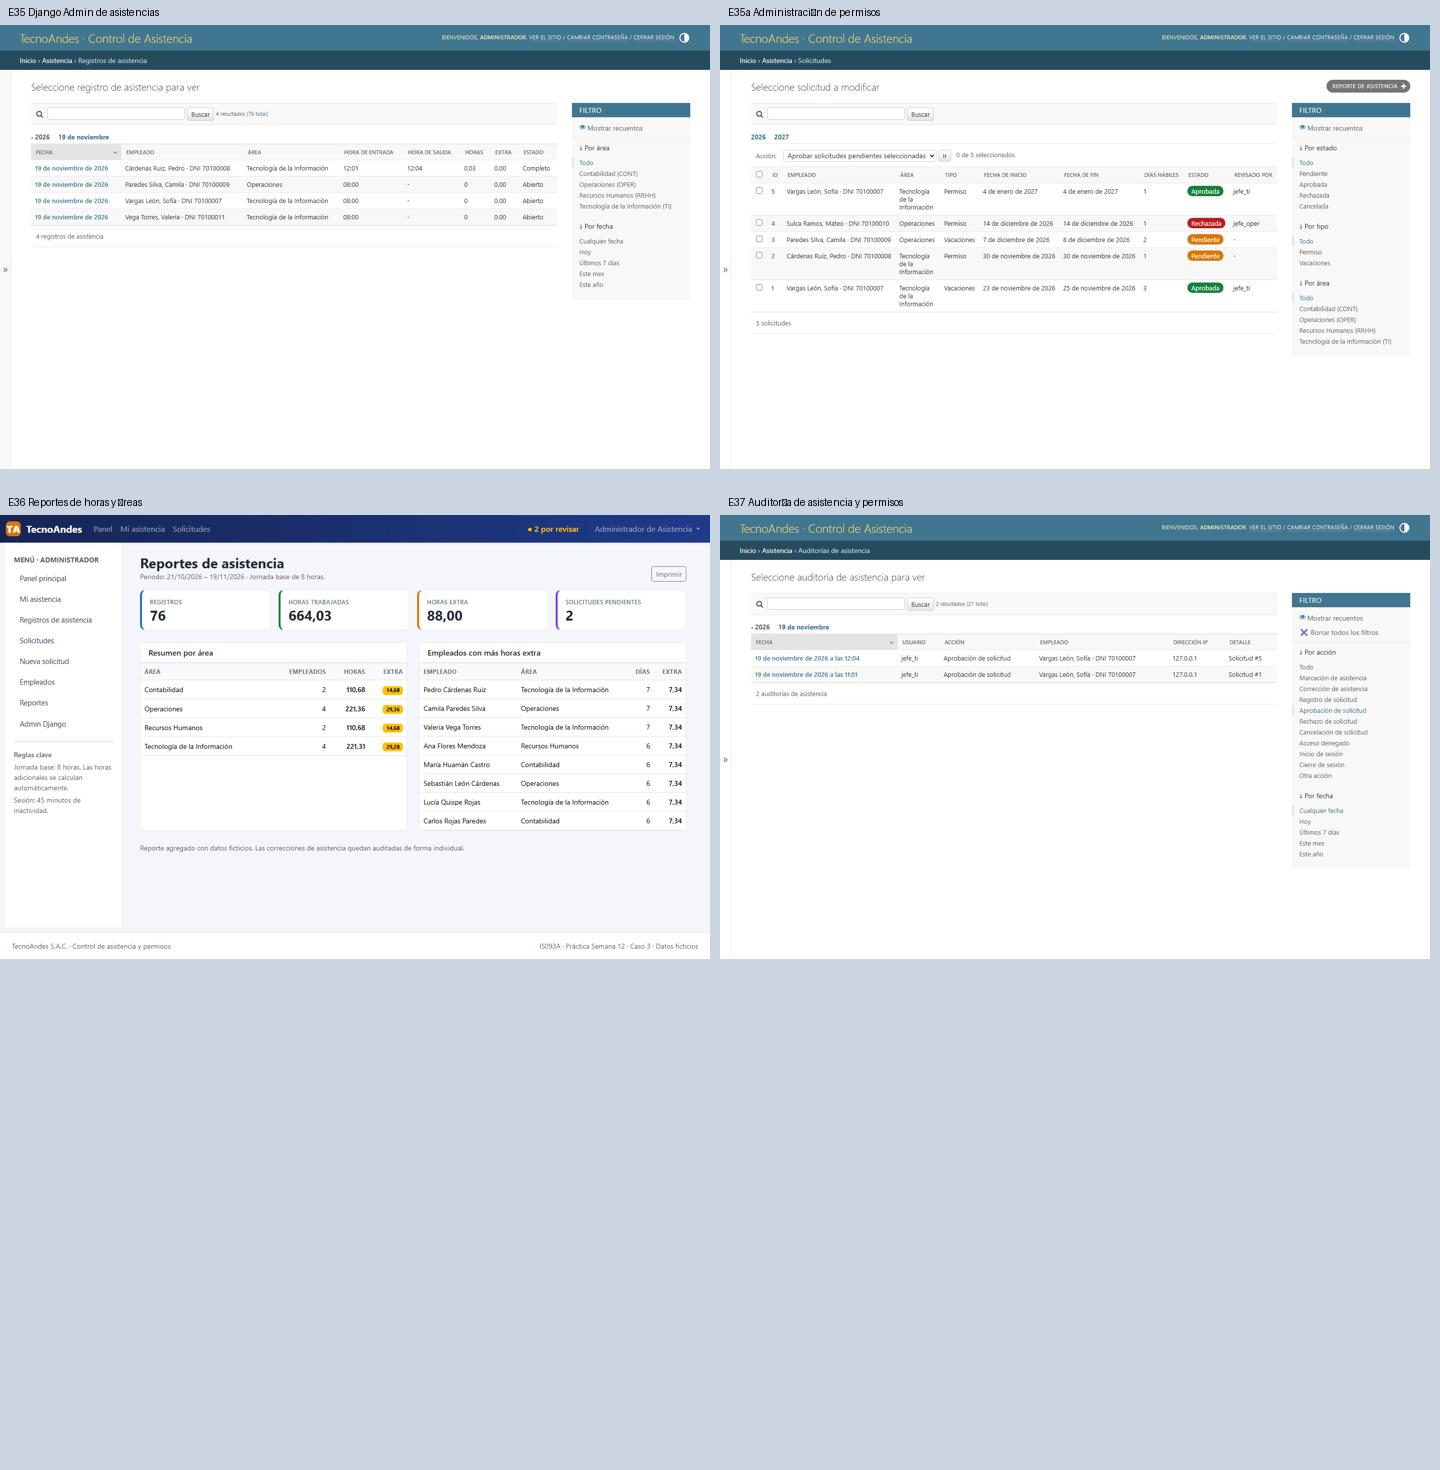 E35 Django Admin de asistencias
TecnoAndes · Control de Asistencia
BIENVENIDOS, ADMINISTRADOR. VER EL SITIO / CAMBIAR CONTRASEÑA / CERRAR SESIÓN
Inicio › Asistencia › Registros de asistencia
Seleccione registro de asistencia para ver
Buscar 4 resultados (76 total)
‹ 2026 19 de noviembre
FECHA EMPLEADO ÁREA HORA DE ENTRADA HORA DE SALIDA HORAS EXTRA ESTADO
19 de noviembre de 2026 Cárdenas Ruiz, Pedro · DNI 70100008 Tecnología de la Información 12:01 12:04 0,03 0.00 Completo
19 de noviembre de 2026 Paredes Silva, Camila · DNI 70100009 Operaciones 08:00 - 0 0.00 Abierto
19 de noviembre de 2026 Vargas León, Sofía · DNI 70100007 Tecnología de la Información 08:00 - 0 0.00 Abierto
19 de noviembre de 2026 Vega Torres, Valeria · DNI 70100011 Tecnología de la Información 08:00 - 0 0.00 Abierto
4 registros de asistencia
»
FILTRO
Mostrar recuentos
↓ Por área
Todo
Contabilidad (CONT)
Operaciones (OPER)
Recursos Humanos (RRHH)
Tecnología de la Información (TI)
↓ Por fecha
Cualquier fecha
Hoy
Últimos 7 días
Este mes
Este año
E35a Administraci▯n de permisos
TecnoAndes · Control de Asistencia
BIENVENIDOS, ADMINISTRADOR. VER EL SITIO / CAMBIAR CONTRASEÑA / CERRAR SESIÓN
Inicio › Asistencia › Solicitudes
Seleccione solicitud a modificar
REPORTE DE ASISTENCIA +
Buscar
2026 2027
Acción: Aprobar solicitudes pendientes seleccionadas Ir 0 de 5 seleccionados
ID EMPLEADO ÁREA TIPO FECHA DE INICIO FECHA DE FIN DÍAS HÁBILES ESTADO REVISADO POR
5 Vargas León, Sofía · DNI 70100007 Tecnología Permiso 4 de enero de 2027 4 de enero de 2027 1 Aprobada jefe_ti
de la
Información
4 Sulca Ramos, Mateo · DNI 70100010 Operaciones Permiso 14 de diciembre de 2026 14 de diciembre de 2026 1 Rechazada jefe_oper
3 Paredes Silva, Camila · DNI 70100009 Operaciones Vacaciones 7 de diciembre de 2026 8 de diciembre de 2026 2 Pendiente -
2 Cárdenas Ruiz, Pedro · DNI 70100008 Tecnología Permiso 30 de noviembre de 2026 30 de noviembre de 2026 1 Pendiente -
de la
Información
1 Vargas León, Sofía · DNI 70100007 Tecnología Vacaciones 23 de noviembre de 2026 25 de noviembre de 2026 3 Aprobada jefe_ti
de la
Información
5 solicitudes
»
FILTRO
Mostrar recuentos
↓ Por estado
Todo
Pendiente
Aprobada
Rechazada
Cancelada
↓ Por tipo
Todo
Permiso
Vacaciones
↓ Por área
Todo
Contabilidad (CONT)
Operaciones (OPER)
Recursos Humanos (RRHH)
Tecnología de la Información (TI)
E36 Reportes de horas y ▯reas
TA TecnoAndes Panel Mi asistencia Solicitudes
● 2 por revisar Administrador de Asistencia
MENÚ · ADMINISTRADOR
Panel principal
Mi asistencia
Registros de asistencia
Solicitudes
Nueva solicitud
Empleados
Reportes
Admin Django
Reglas clave
Jornada base: 8 horas. Las horas
adicionales se calculan
automáticamente.
Sesión: 45 minutos de
inactividad.
Reportes de asistencia
Periodo: 21/10/2026 – 19/11/2026 · Jornada base de 8 horas.
Imprimir
REGISTROS
76
HORAS TRABAJADAS
664,03
HORAS EXTRA
88,00
SOLICITUDES PENDIENTES
2
Resumen por área
ÁREA EMPLEADOS HORAS EXTRA
Contabilidad 2 110,68 14,68
Operaciones 4 221,36 29,36
Recursos Humanos 2 110,68 14,68
Tecnología de la Información 4 221,31 29,28
Empleados con más horas extra
EMPLEADO ÁREA DÍAS EXTRA
Pedro Cárdenas Ruiz Tecnología de la Información 7 7,34
Camila Paredes Silva Operaciones 7 7,34
Valeria Vega Torres Tecnología de la Información 7 7,34
Ana Flores Mendoza Recursos Humanos 6 7,34
María Huamán Castro Contabilidad 6 7,34
Sebastián León Cárdenas Operaciones 6 7,34
Lucía Quispe Rojas Tecnología de la Información 6 7,34
Carlos Rojas Paredes Contabilidad 6 7,34
Reporte agregado con datos ficticios. Las correcciones de asistencia quedan auditadas de forma individual.
TecnoAndes S.A.C. · Control de asistencia y permisos
IS093A · Práctica Semana 12 · Caso 3 · Datos ficticios
E37 Auditor▯a de asistencia y permisos
TecnoAndes · Control de Asistencia
BIENVENIDOS, ADMINISTRADOR. VER EL SITIO / CAMBIAR CONTRASEÑA / CERRAR SESIÓN
Inicio › Asistencia › Auditorías de asistencia
Seleccione auditoría de asistencia para ver
Buscar 2 resultados (21 total)
‹ 2026 19 de noviembre
FECHA USUARIO ACCIÓN EMPLEADO DIRECCIÓN IP DETALLE
19 de noviembre de 2026 a las 12:04 jefe_ti Aprobación de solicitud Vargas León, Sofía · DNI 70100007 127.0.0.1 Solicitud #5
19 de noviembre de 2026 a las 11:01 jefe_ti Aprobación de solicitud Vargas León, Sofía · DNI 70100007 127.0.0.1 Solicitud #1
2 auditorías de asistencia
»
FILTRO
Mostrar recuentos
Borrar todos los filtros
↓ Por acción
Todo
Marcación de asistencia
Corrección de asistencia
Registro de solicitud
Aprobación de solicitud
Rechazo de solicitud
Cancelación de solicitud
Acceso denegado
Inicio de sesión
Cierre de sesión
Otra acción
↓ Por fecha
Cualquier fecha
Hoy
Últimos 7 días
Este mes
Este año